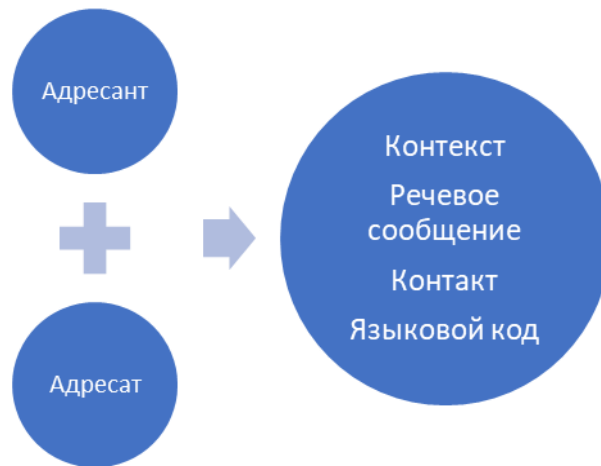 Адресант
Адресат
Контекст
Речевое
сообщение
Контакт
Языковой код